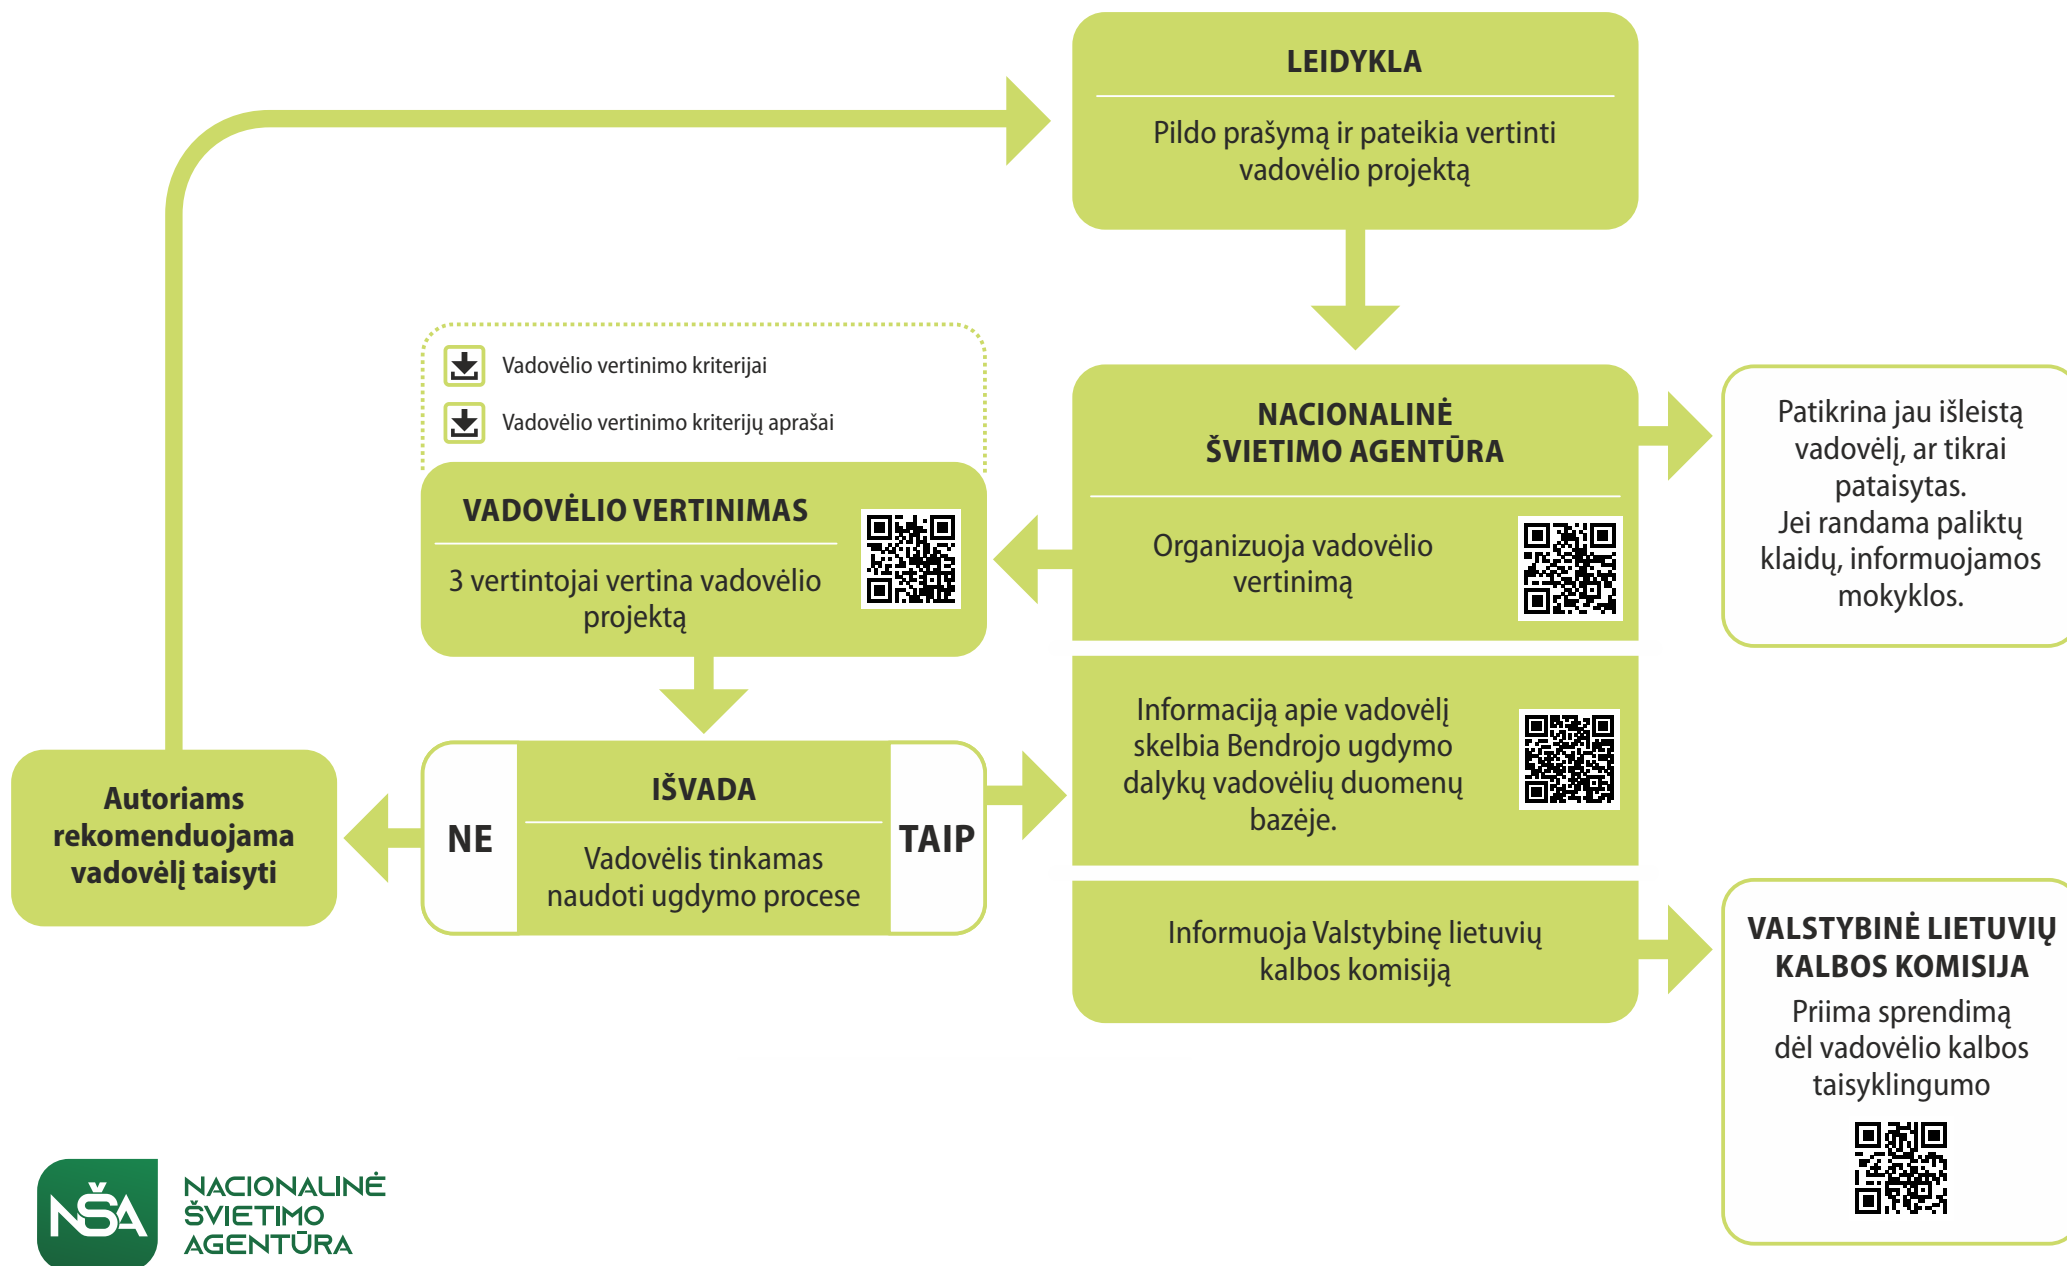 LEIDYKLA
Pildo prašymą ir pateikia vertinti
vadovėlio projektą
Vadovėlio vertinimo kriterijai
Vadovėlio vertinimo kriterijų aprašai
VADOVĖLIO VERTINIMAS
3 vertintojai vertina vadovėlio
projektą
NACIONALINĖ
ŠVIETIMO AGENTŪRA
Organizuoja vadovėlio
vertinimą
Patikrina jau išleistą
vadovėlį, ar tikrai
pataisytas.
Jei randama paliktų
klaidų, informuojamos
mokyklos.
Informaciją apie vadovėlį
skelbia Bendrojo ugdymo
dalykų vadovėlių duomenų
bazėje.
Autoriams
rekomenduojama
vadovėlį taisyti
NE
IŠVADA
Vadovėlis tinkamas
naudoti ugdymo procese
TAIP
Informuoja Valstybinę lietuvių
kalbos komisiją
VALSTYBINĖ LIETUVIŲ
KALBOS KOMISIJA
Priima sprendimą
dėl vadovėlio kalbos
taisyklingumo
NŠA
NACIONALINĖ
ŠVIETIMO
AGENTŪRA